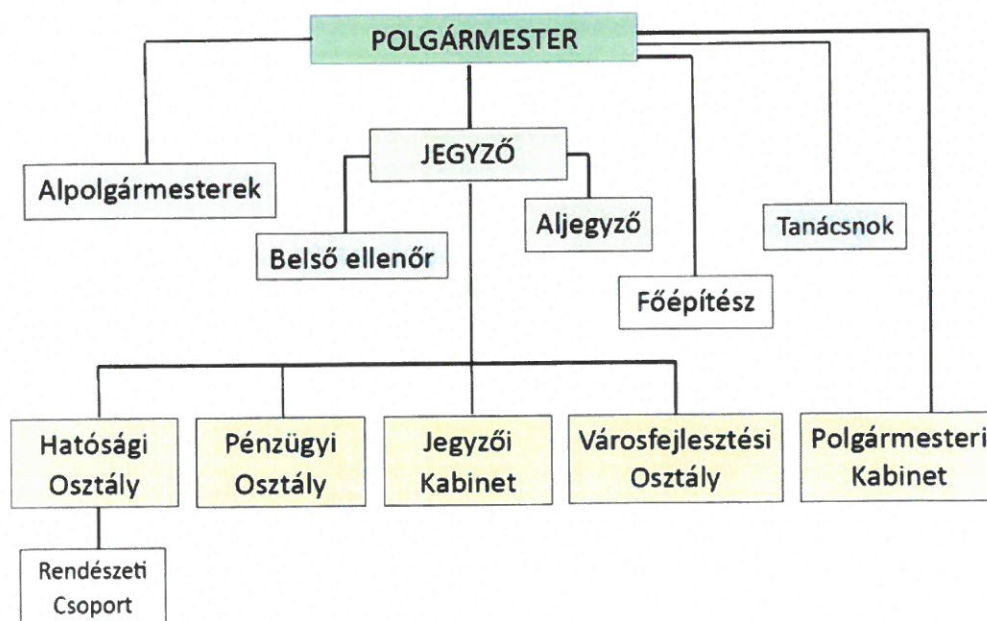 POLGÁRMESTER
JEGYZŐ
Alpolgármesterek
Aljegyző
Tanácsnok
Belső ellenőr
Főépítész
Hatósági
Osztály
Pénzügyi
Osztály
Jegyzői
Kabinet
Városfejlesztési
Osztály
Polgármesteri
Kabinet
Rendészeti
Csoport